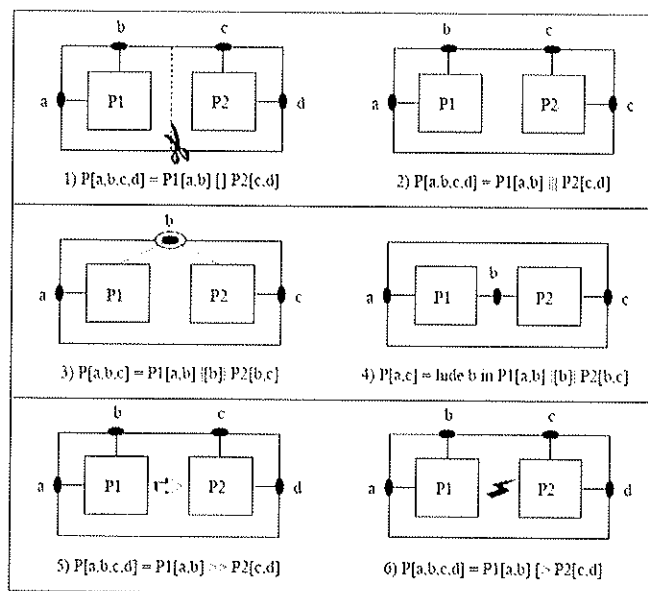 b c
a P1 P2 d
1) P[a,b,c,d] = P1[a,b] [] P2[c,d]
b c
a P1 P2 c
2) P[a,b,c,d] = P1[a,b] ||| P2[c,d]
b
a P1 P2 c
3) P[a,b,c] = P1[a,b] |[b]| P2[b,c]
b
a P1 P2 c
4) P[a,c] = hide b in P1[a,b] |[b]| P2[b,c]
b c
a P1 P2 d
5) P[a,b,c,d] = P1[a,b] >> P2[c,d]
b c
a P1 P2 d
6) P[a,b,c,d] = P1[a,b] [> P2[c,d]